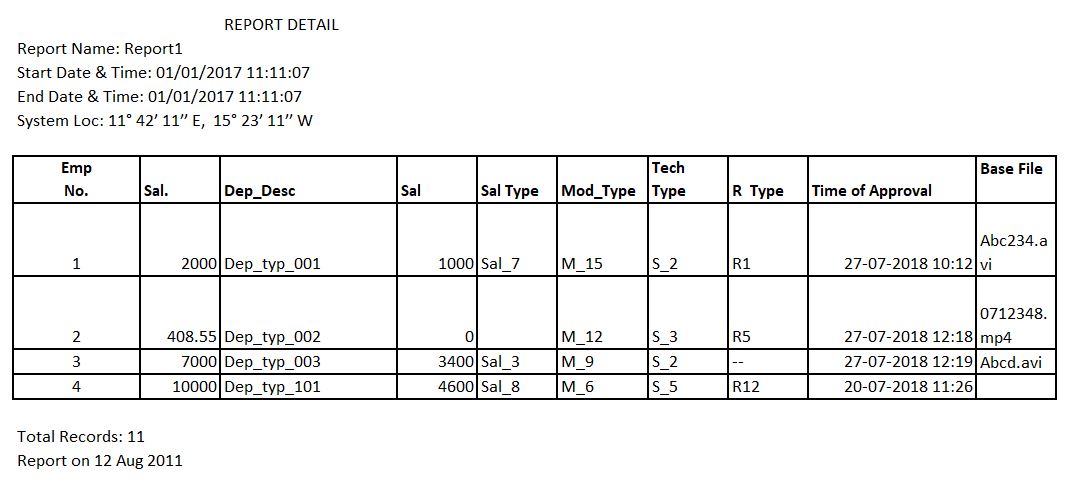 REPORT DETAIL
Report Name: Report1
Start Date & Time: 01/01/2017 11:11:07
End Date & Time: 01/01/2017 11:11:07
System Loc: 11° 42’ 11’’ E,  15° 23’ 11’’ W
Emp No. Sal. Dep_Desc Sal Sal Type Mod_Type Tech Type R Type Time of Approval Base File
1 2000 Dep_typ_001 1000 Sal_7 M_15 S_2 R1 27-07-2018 10:12 Abc234.avi
2 408.55 Dep_typ_002 0 M_12 S_3 R5 27-07-2018 12:18 0712348.mp4
3 7000 Dep_typ_003 3400 Sal_3 M_9 S_2 -- 27-07-2018 12:19 Abcd.avi
4 10000 Dep_typ_101 4600 Sal_8 M_6 S_5 R12 20-07-2018 11:26
Total Records: 11
Report on 12 Aug 2011